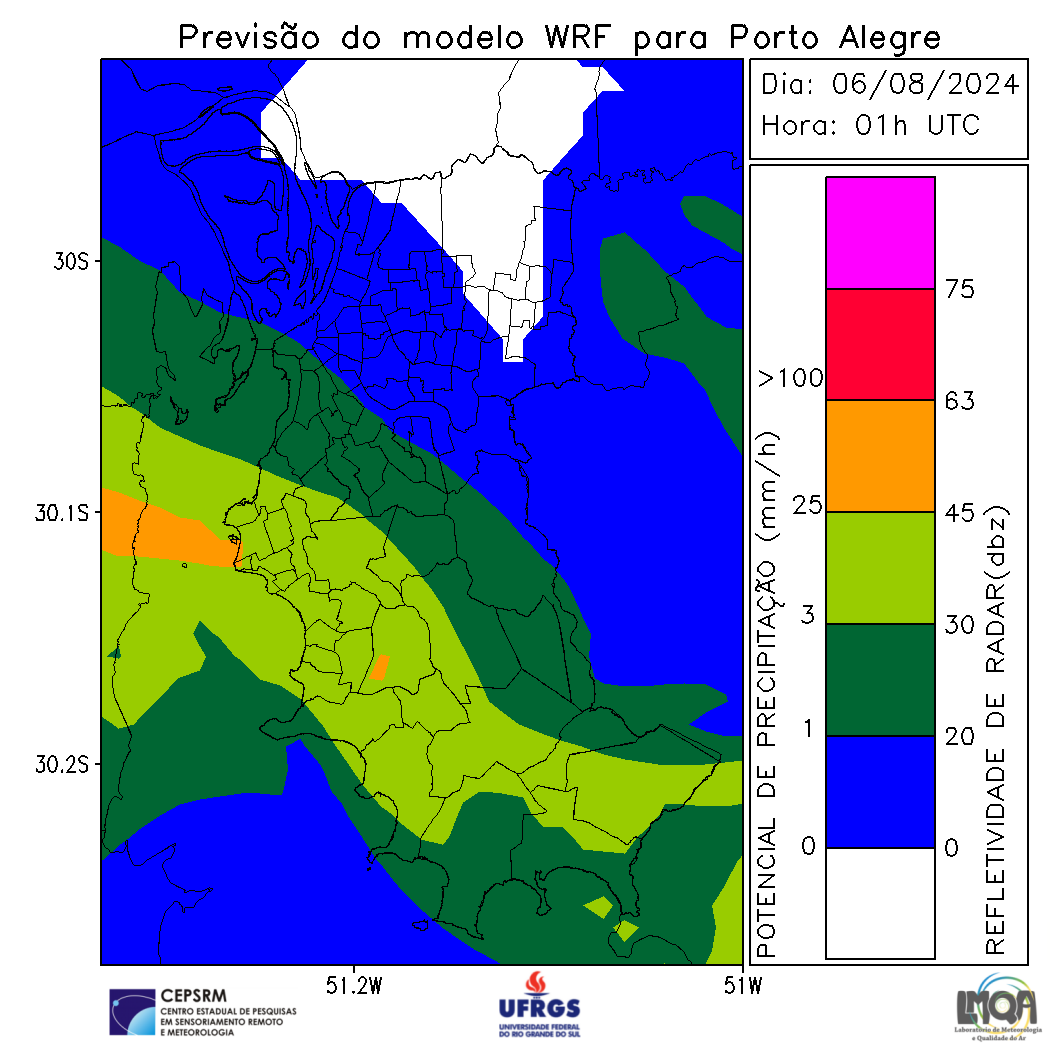 Previsão do modelo WRF para Porto Alegre
Dia: 06/08/2024
Hora: 01h UTC
30S
30.1S
30.2S
51.2W
51W
POTENCIAL DE PRECIPITAÇÃO (mm/h)
>100
25
3
1
0
75
63
45
30
20
0
REFLETIVIDADE DE RADAR(dbz)
CEPSRM
CENTRO ESTADUAL DE PESQUISAS
EM SENSORIAMENTO REMOTO
E METEOROLOGIA
UFRGS
UNIVERSIDADE FEDERAL
DO RIO GRANDE DO SUL
LMQA
Laboratório de Meteorologia
e Qualidade do Ar